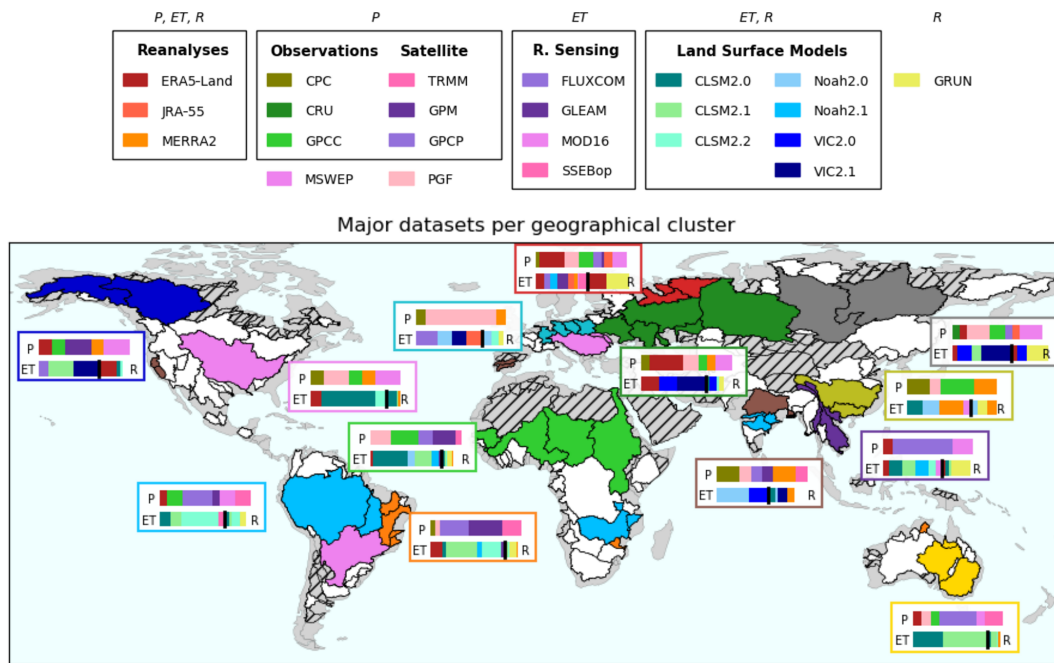 P, ET, R P ET ET, R R
Reanalyses Observations Satellite R. Sensing Land Surface Models
ERA5-Land CPC TRMM FLUXCOM CLSM2.0 Noah2.0 GRUN
JRA-55 CRU GPM GLEAM CLSM2.1 Noah2.1
MERRA2 GPCC GPCP MOD16 CLSM2.2 VIC2.0
MSWEP PGF SSEBop VIC2.1
Major datasets per geographical cluster
P
ET R
P
ET R
P
ET R
P
ET R
P
ET R
P
ET R
P
ET R
P
ET R
P
ET R
P
ET R
P
ET R
P
ET R
P
ET R